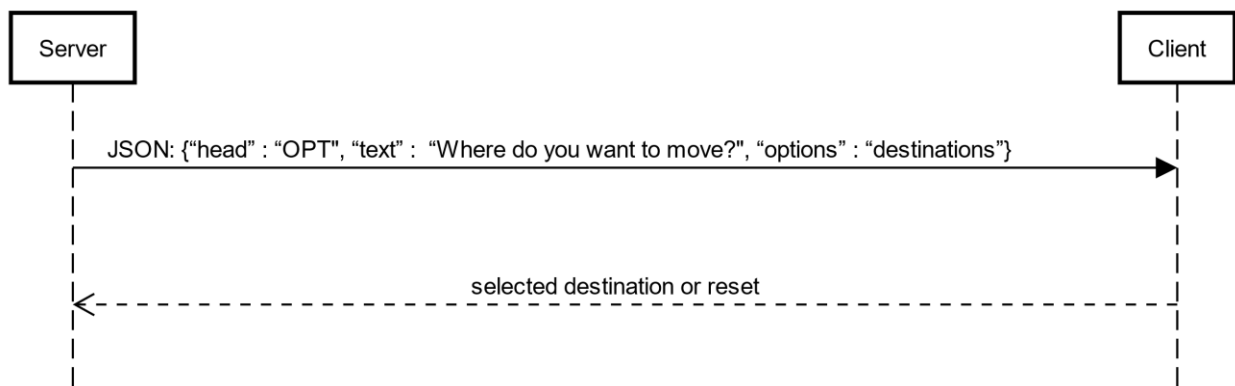 Server
Client
JSON: {“head” : “OPT", “text” :  “Where do you want to move?", “options” : “destinations”}
selected destination or reset